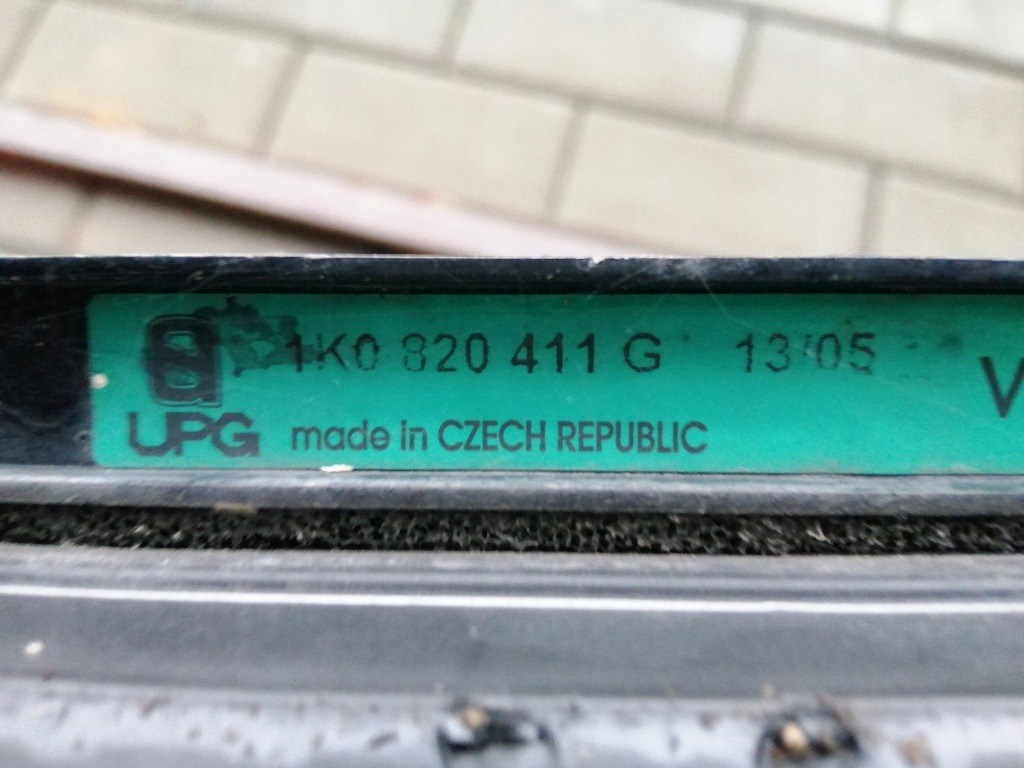 1K0 820 411 G 13/05 V
UPG made in CZECH REPUBLIC